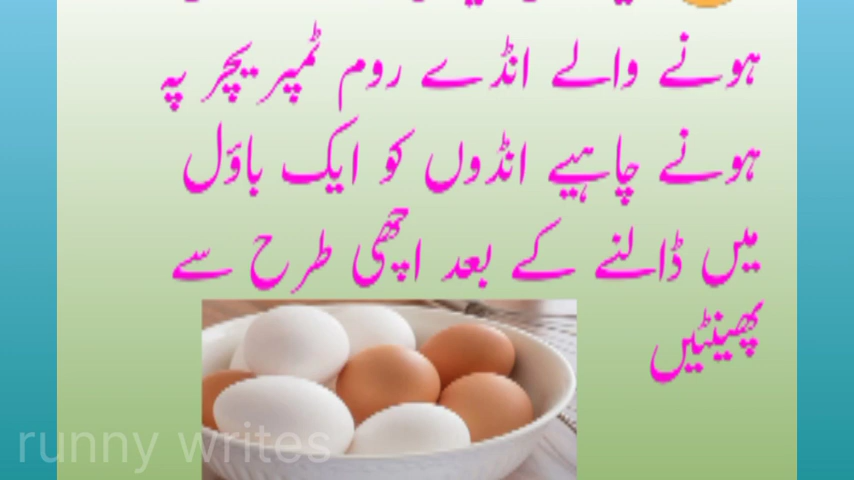 ہونے والے انڈے روم ٹمپریچر پہ
ہونے چاہیے انڈوں کو ایک باؤل
میں ڈالنے کے بعد اچھی طرح سے
پھینٹیں
runny writes